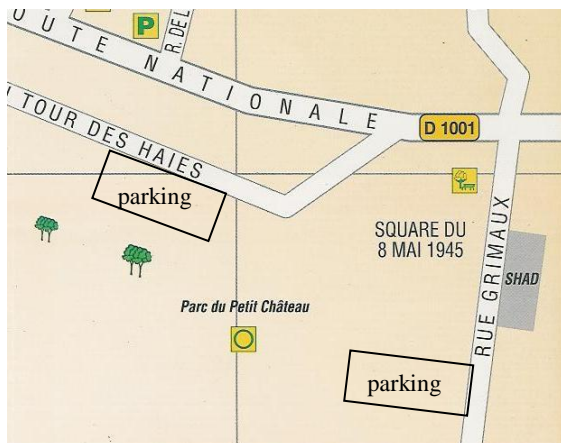 P
R. DE L
OUTE NATIONALE
D 1001
TOUR DES HAIES
parking
SQUARE DU
8 MAI 1945
RUE GRIMAUX
SHAD
Parc du Petit Château
parking